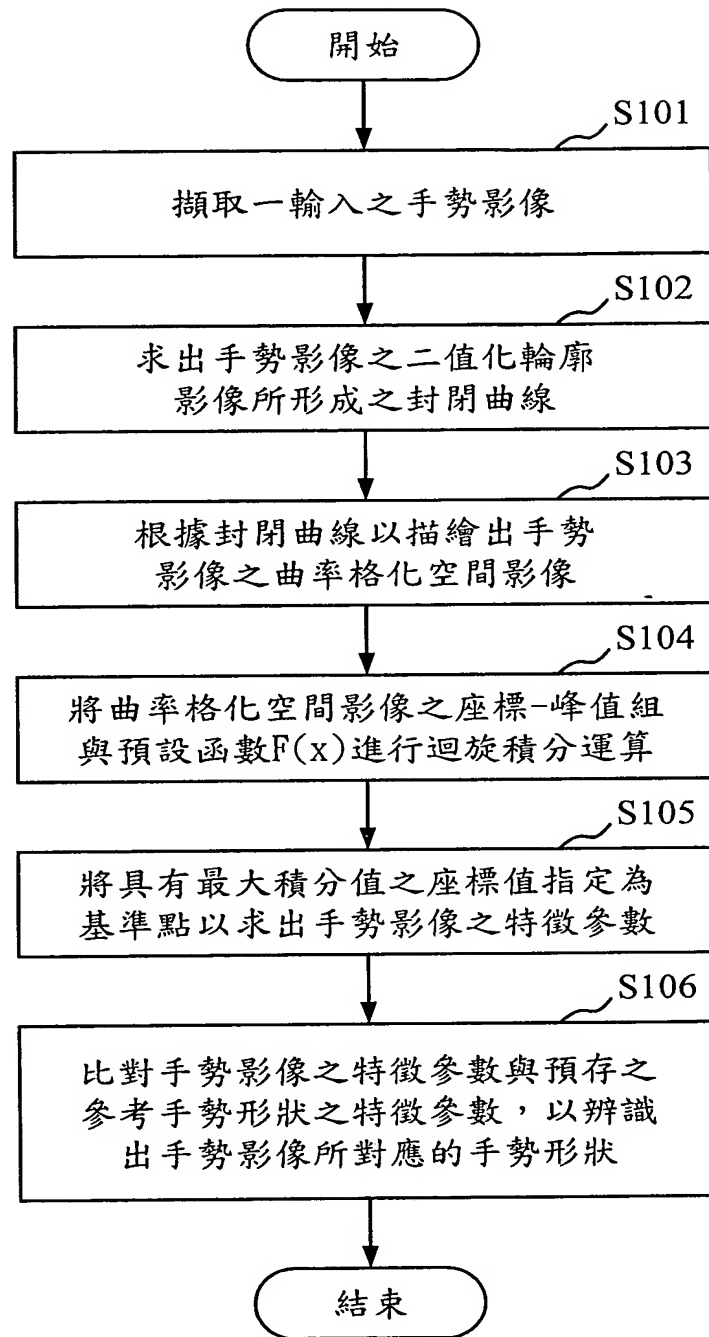 開始
S101
擷取一輸入之手勢影像
S102
求出手勢影像之二值化輪廓
影像所形成之封閉曲線
S103
根據封閉曲線以描繪出手勢
影像之曲率格化空間影像
S104
將曲率格化空間影像之座標-峰值組
與預設函數F(x)進行迴旋積分運算
S105
將具有最大積分值之座標值指定為
基準點以求出手勢影像之特徵參數
S106
比對手勢影像之特徵參數與預存之
參考手勢形狀之特徵參數，以辨識
出手勢影像所對應的手勢形狀
結束